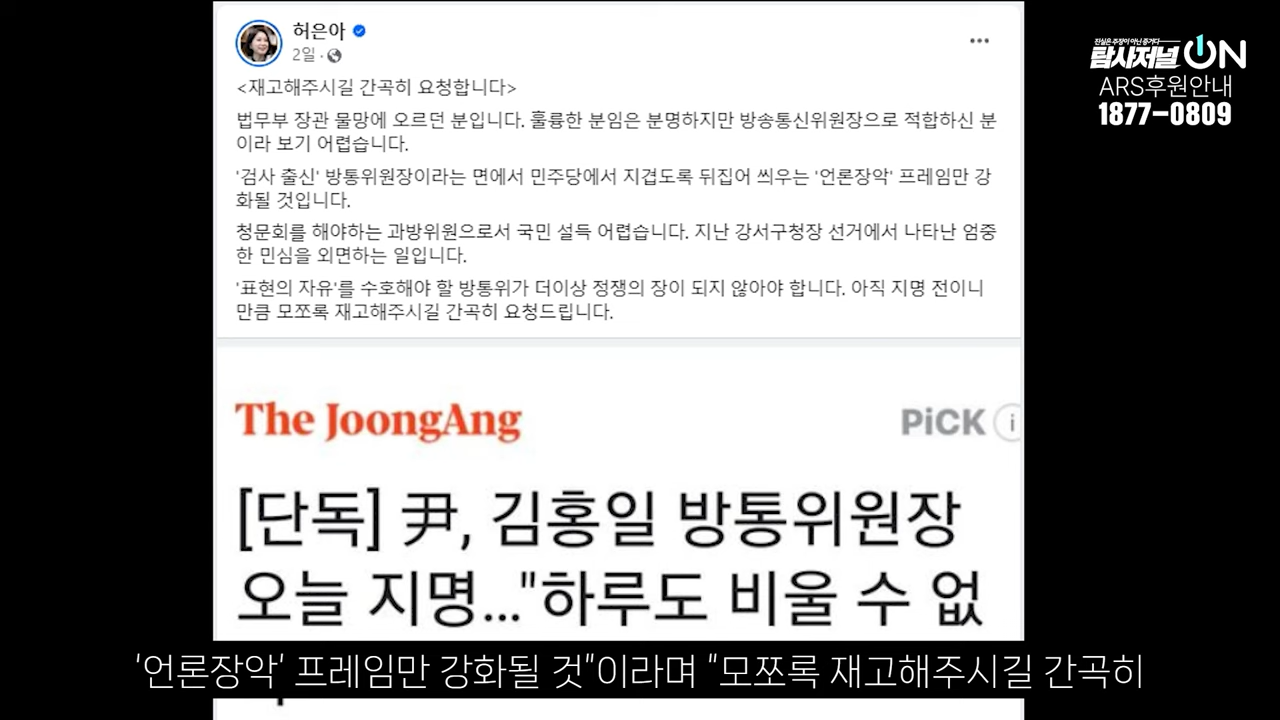 허은아
2일
<재고해주시길 간곡히 요청합니다>
법무부 장관 물망에 오르던 분입니다. 훌륭한 분임은 분명하지만 방송통신위원장으로 적합하신 분
이라 보기 어렵습니다.
'검사 출신' 방통위원장이라는 면에서 민주당에서 지겹도록 뒤집어 씌우는 '언론장악' 프레임만 강
화될 것입니다.
청문회를 해야하는 과방위원으로서 국민 설득 어렵습니다. 지난 강서구청장 선거에서 나타난 엄중
한 민심을 외면하는 일입니다.
'표현의 자유'를 수호해야 할 방통위가 더이상 정쟁의 장이 되지 않아야 합니다. 아직 지명 전이니
만큼 모쪼록 재고해주시길 간곡히 요청드립니다.
The JoongAng
PiCK i
[단독] 尹, 김홍일 방통위원장
오늘 지명..."하루도 비울 수 없
'언론장악' 프레임만 강화될 것"이라며 "모쪼록 재고해주시길 간곡히
진실은 주장이 아닌 증거다
탐사저널 ON
ARS후원안내
1877-0809